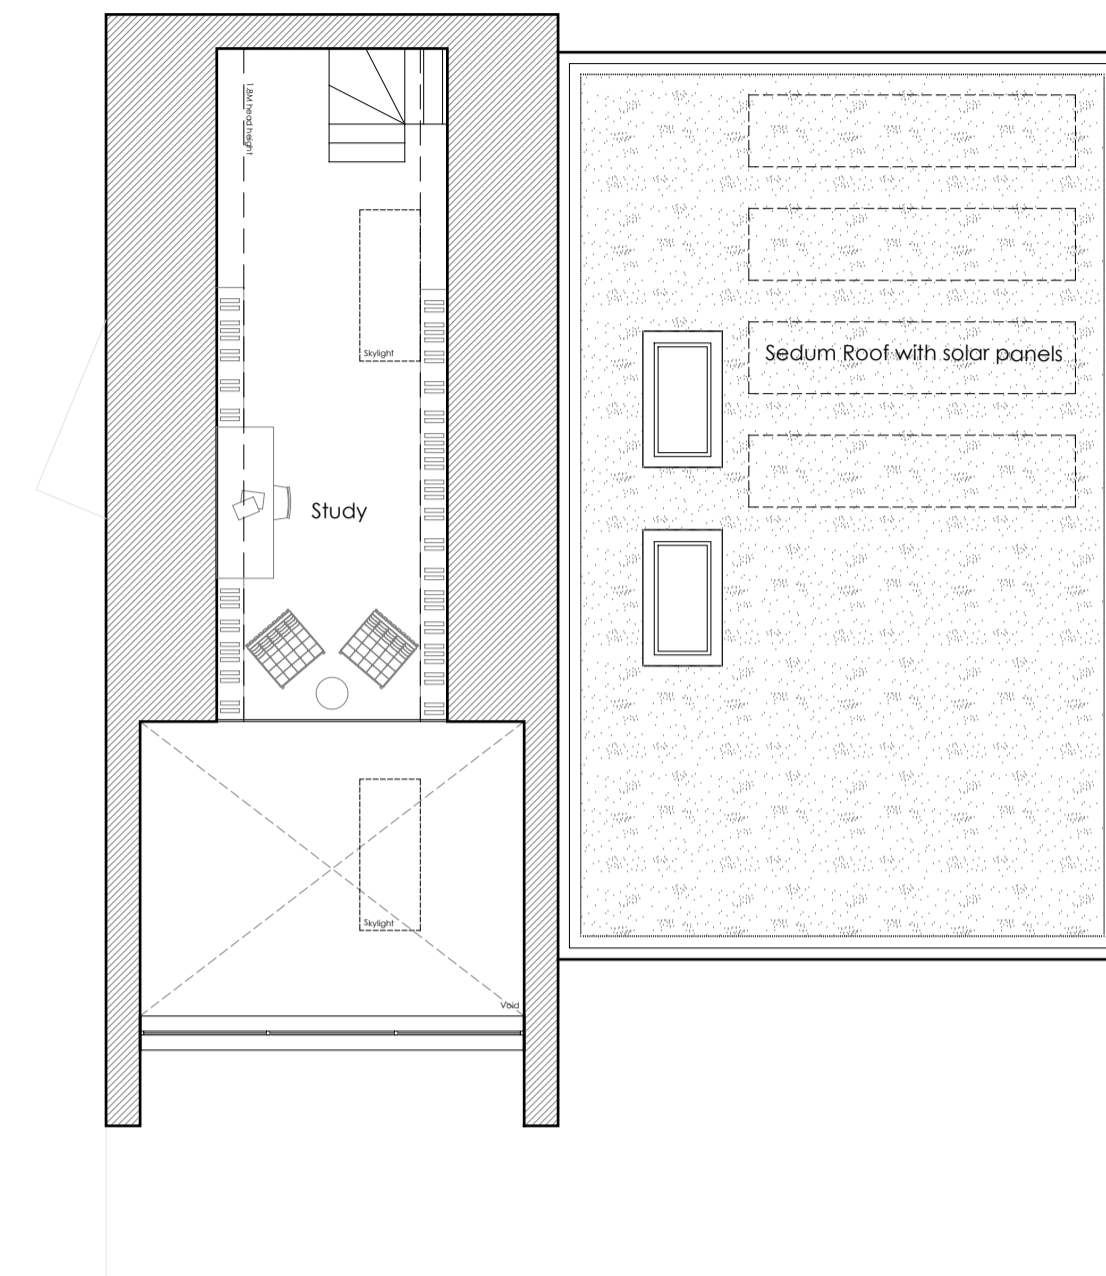 1.8M head height
Skylight
Sedum Roof with solar panels
Study
Skylight
Void